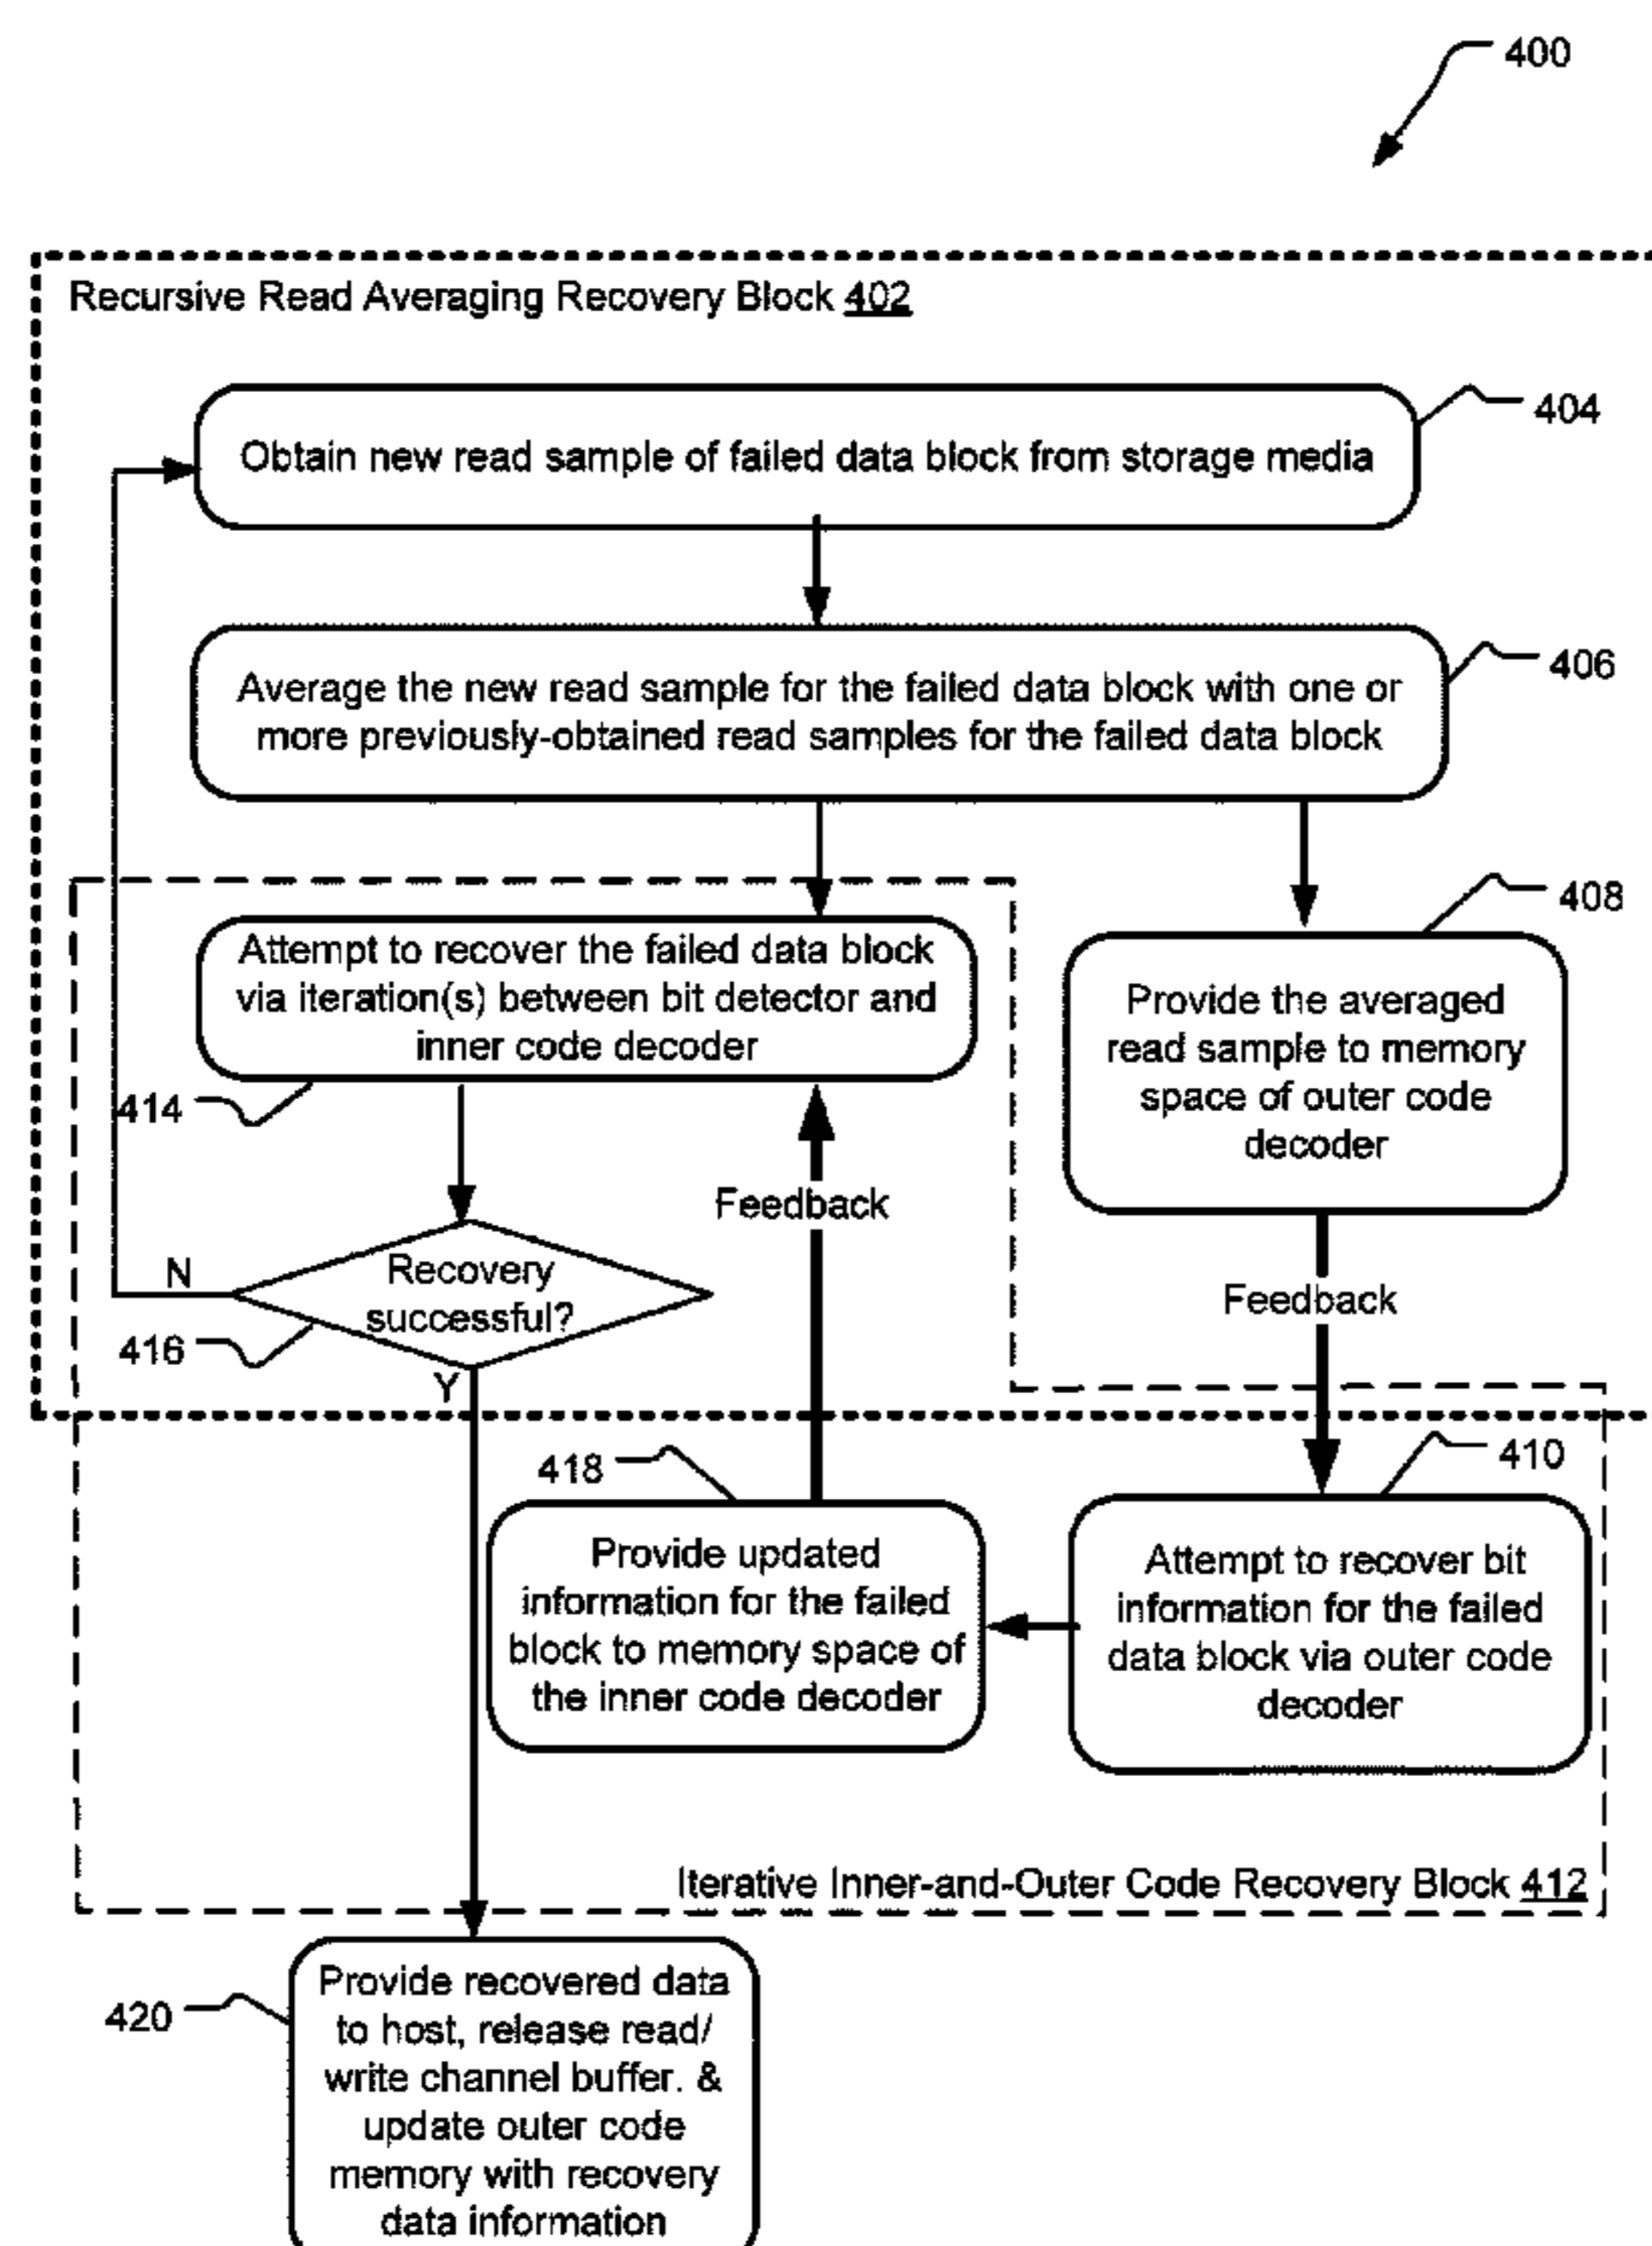 400
Recursive Read Averaging Recovery Block 402
404
Obtain new read sample of failed data block from storage media
406
Average the new read sample for the failed data block with one or
more previously-obtained read samples for the failed data block
408
Attempt to recover the failed data block
via iteration(s) between bit detector and
inner code decoder
414
Provide the averaged
read sample to memory
space of outer code
decoder
Feedback
N
Recovery
successful?
416
Y
Feedback
418
410
Provide updated
information for the failed
block to memory space of
the inner code decoder
Attempt to recover bit
information for the failed
data block via outer code
decoder
Iterative Inner-and-Outer Code Recovery Block 412
420
Provide recovered data
to host, release read/
write channel buffer. &
update outer code
memory with recovery
data information